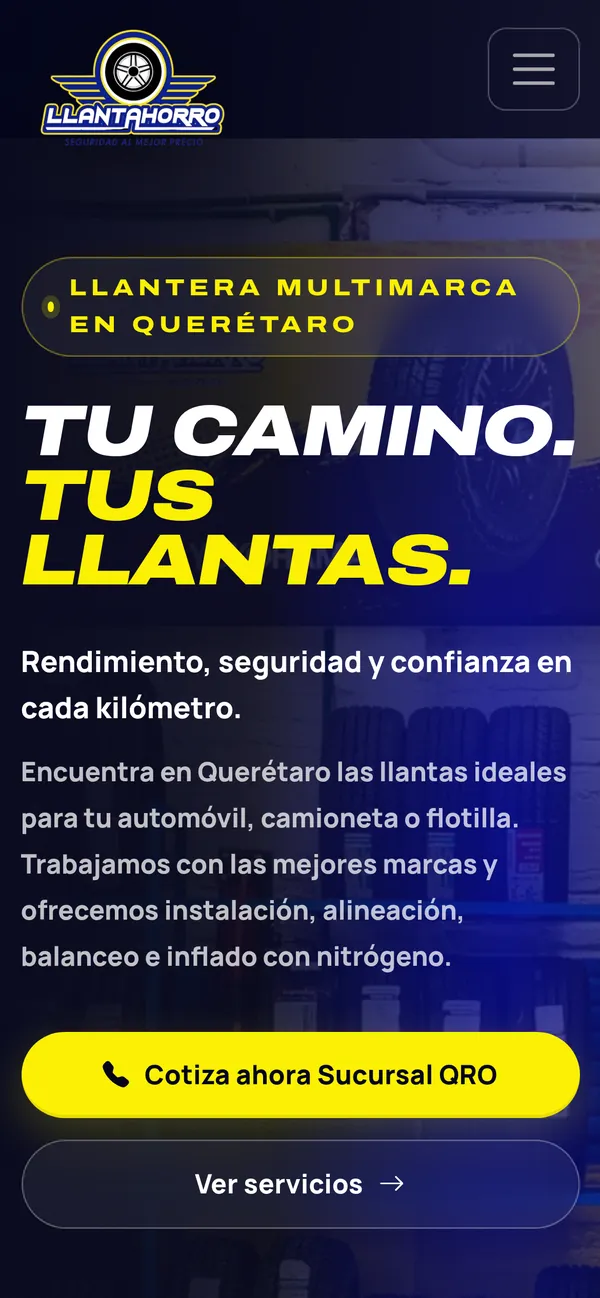 LLANTAHORRO
SEGURIDAD AL MEJOR PRECIO
LLANTERA MULTIMARCA
EN QUERÉTARO
TU CAMINO.
TUS
LLANTAS.
Rendimiento, seguridad y confianza en
cada kilómetro.
Encuentra en Querétaro las llantas ideales
para tu automóvil, camioneta o flotilla.
Trabajamos con las mejores marcas y
ofrecemos instalación, alineación,
balanceo e inflado con nitrógeno.
Cotiza ahora Sucursal QRO
Ver servicios →